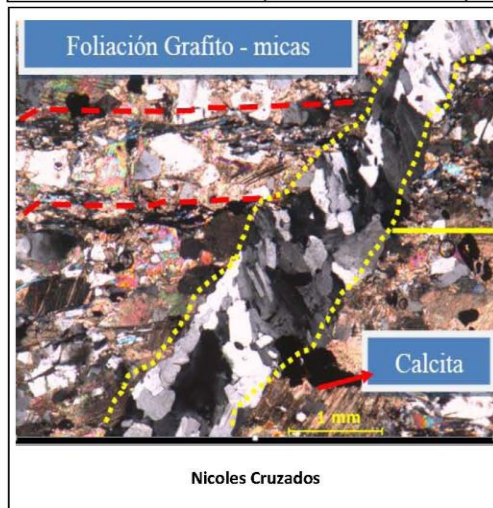 Foliación Grafito - micas
Calcita
1 mm
Nicoles Cruzados